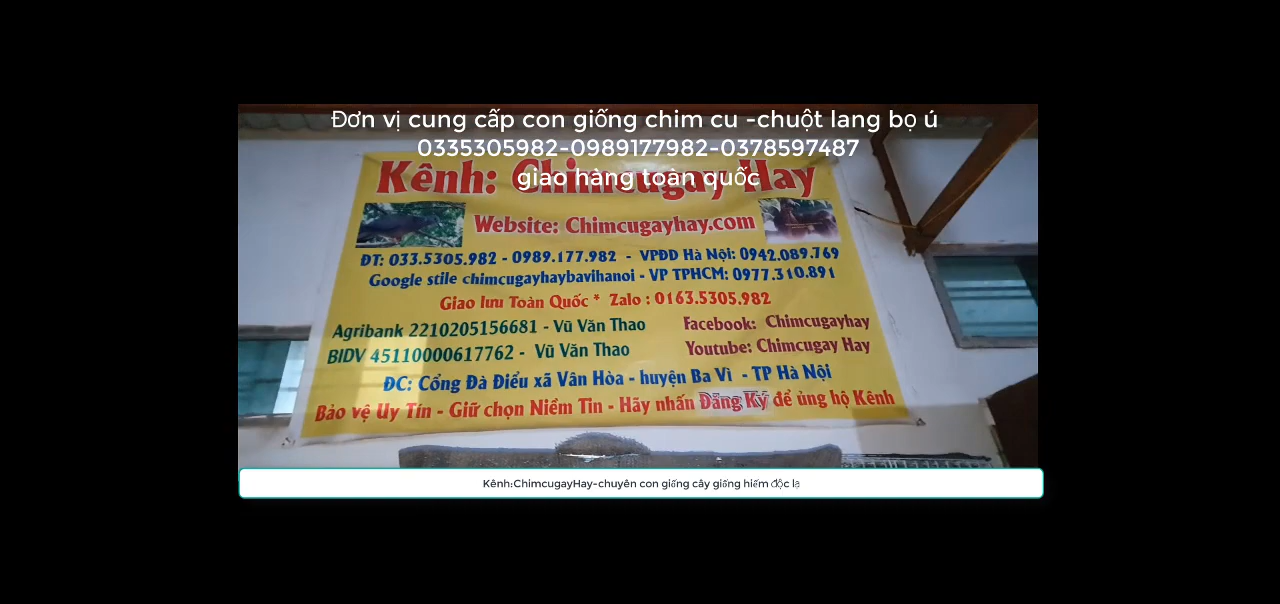 Đơn vị cung cấp con giống chim cu -chuột lang bọ ú
0335305982-0989177982-0378597487
giao hàng toàn quốc
Kênh: Chimcugay Hay
Website: Chimcugayhay.com
ĐT: 033.5305.982 - 0989.177.982 - VPĐD Hà Nội: 0942.089.769
Google stile chimcugayhaybavihanoi - VP TPHCM: 0977.310.891
Giao lưu Toàn Quốc * Zalo : 0163.5305.982
Agribank 2210205156681 - Vũ Văn Thao
Facebook: Chimcugayhay
BIDV 45110000617762 - Vũ Văn Thao
Youtube: Chimcugay Hay
ĐC: Cổng Đà Điểu xã Vân Hòa - huyện Ba Vì - TP Hà Nội
Bảo vệ Uy Tín - Giữ chọn Niềm Tin - Hãy nhấn Đăng Ký để ủng hộ Kênh
Kênh:ChimcugayHay-chuyên con giống cây giống hiếm độc lạ